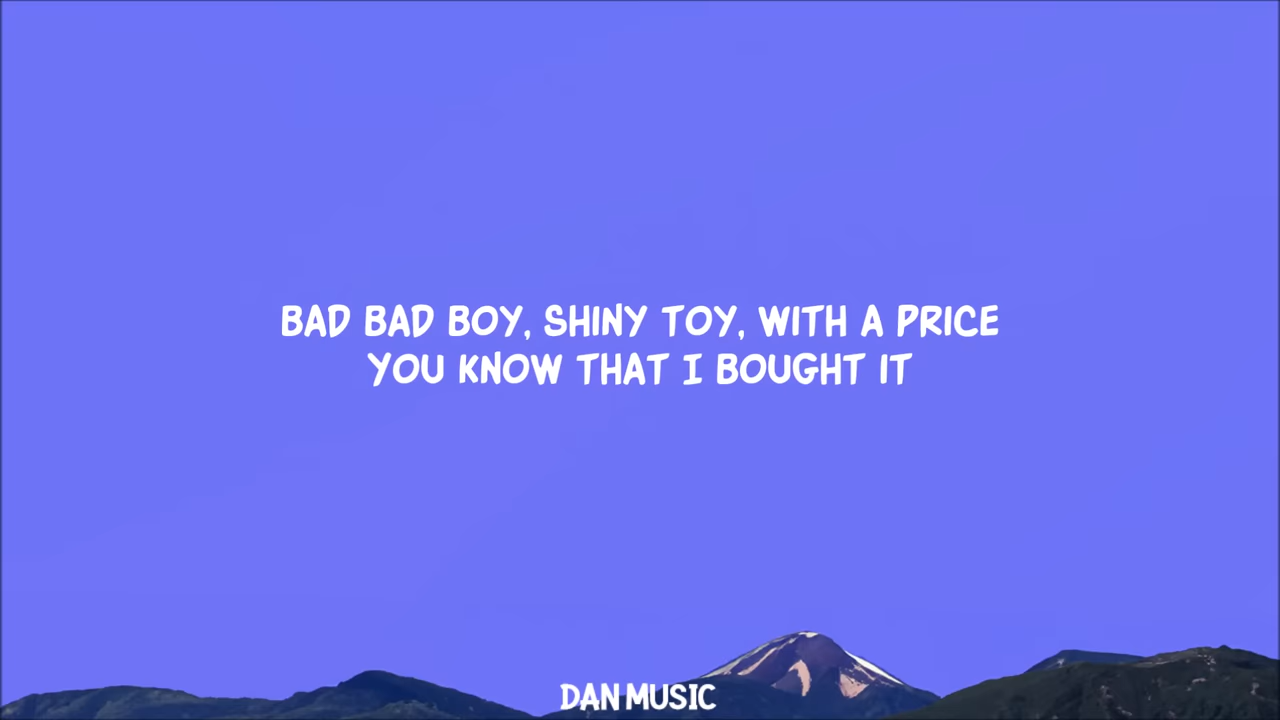 BAD BAD BOY, SHINY TOY, WITH A PRICE
YOU KNOW THAT I BOUGHT IT
DAN MUSIC